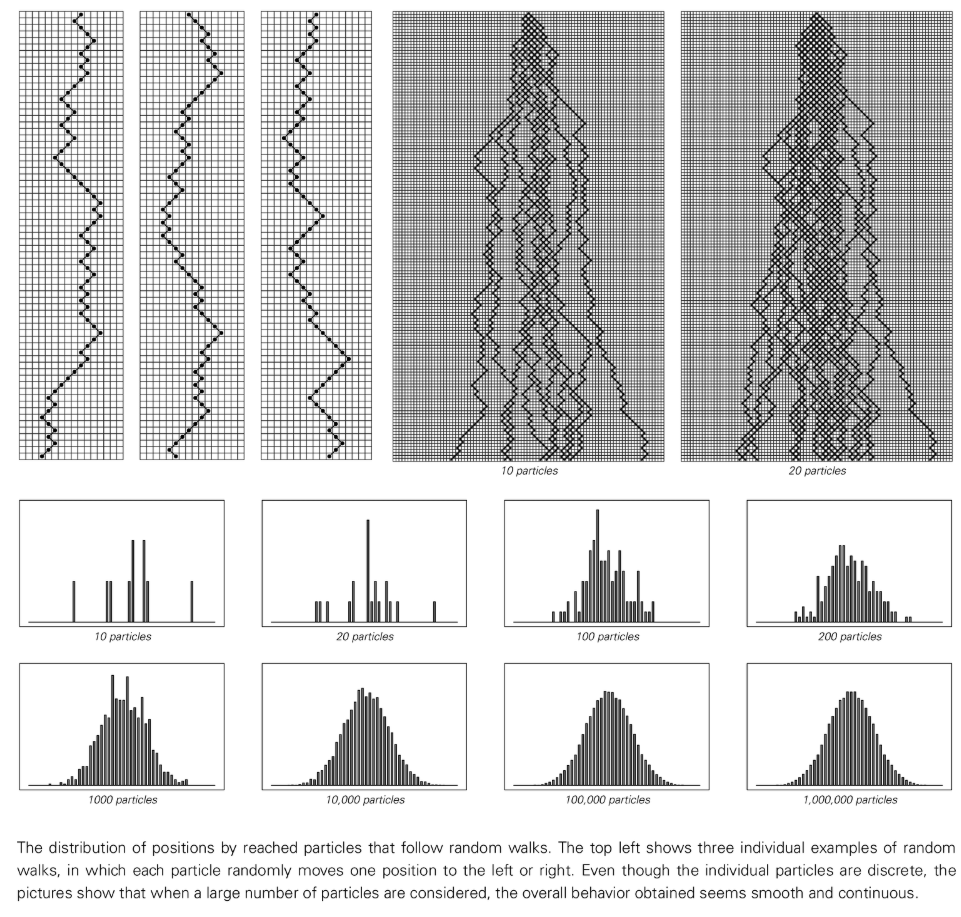 10 particles
20 particles
10 particles
20 particles
100 particles
200 particles
1000 particles
10,000 particles
100,000 particles
1,000,000 particles
The distribution of positions by reached particles that follow random walks. The top left shows three individual examples of random
walks, in which each particle randomly moves one position to the left or right. Even though the individual particles are discrete, the
pictures show that when a large number of particles are considered, the overall behavior obtained seems smooth and continuous.